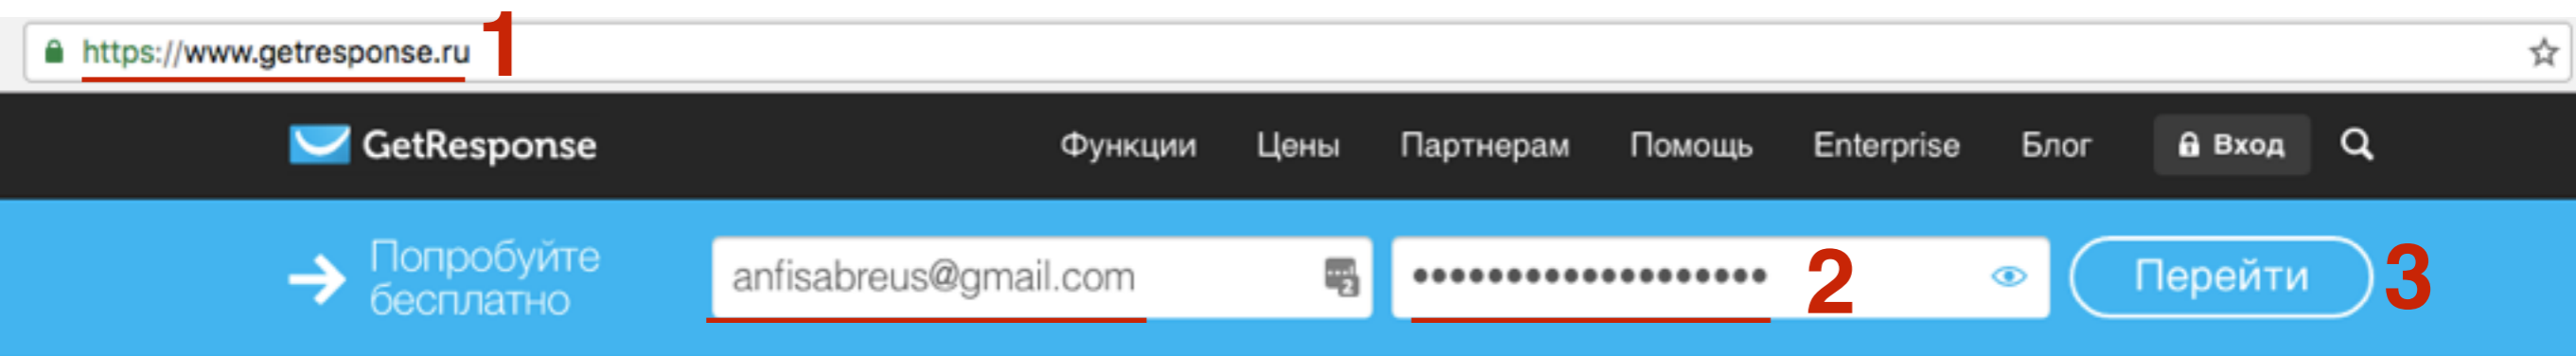 https://www.getresponse.ru 1
GetResponse Функции Цены Партнерам Помощь Enterprise Блог Вход
Попробуйте
бесплатно
anfisabreus@gmail.com ••••••••••••••••••• 2 Перейти 3